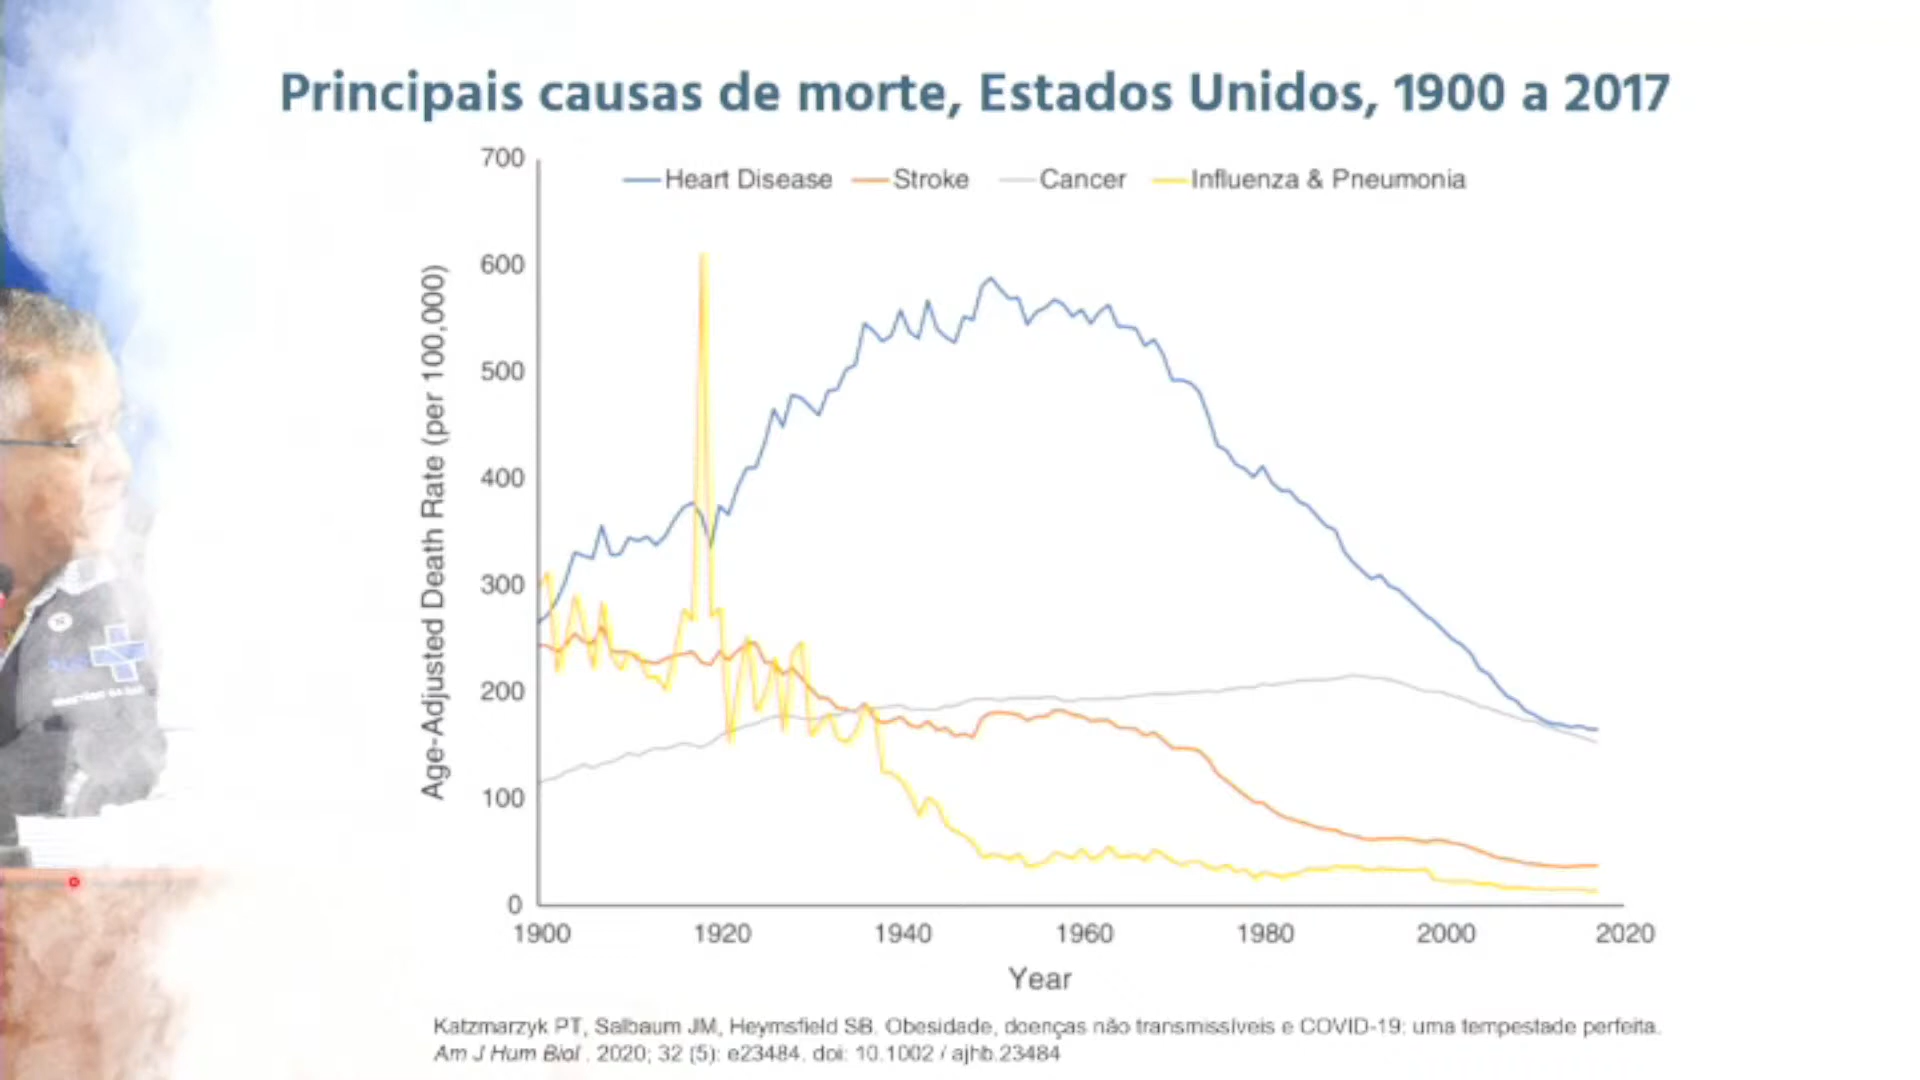 Principais causas de morte, Estados Unidos, 1900 a 2017
700
Heart Disease Stroke Cancer Influenza & Pneumonia
600
500
400
300
200
100
0
Age-Adjusted Death Rate (per 100,000)
1900 1920 1940 1960 1980 2000 2020
Year
Katzmarzyk PT, Salbaum JM, Heymsfield SB. Obesidade, doenças não transmissíveis e COVID-19: uma tempestade perfeita.
Am J Hum Biol . 2020; 32 (5): e23484. doi: 10.1002 / ajhb.23484